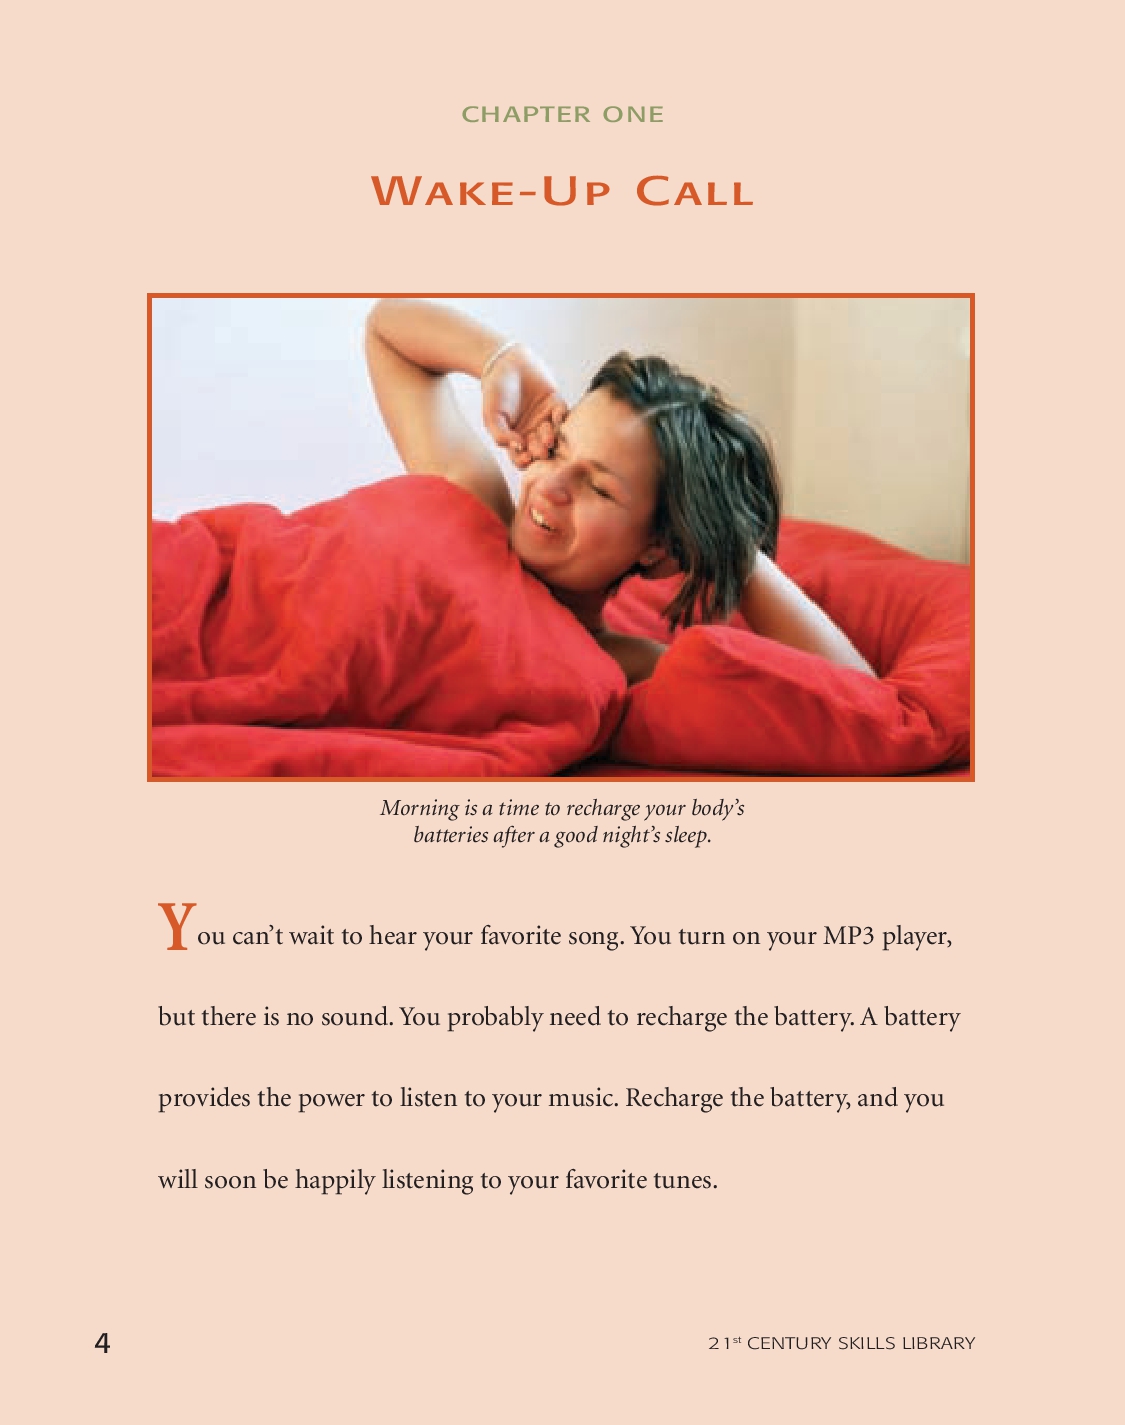 CHAPTER ONE
WAKE-UP CALL
Morning is a time to recharge your body’s
batteries after a good night’s sleep.
You can’t wait to hear your favorite song. You turn on your MP3 player,
but there is no sound. You probably need to recharge the battery. A battery
provides the power to listen to your music. Recharge the battery, and you
will soon be happily listening to your favorite tunes.
4
21st CENTURY SKILLS LIBRARY